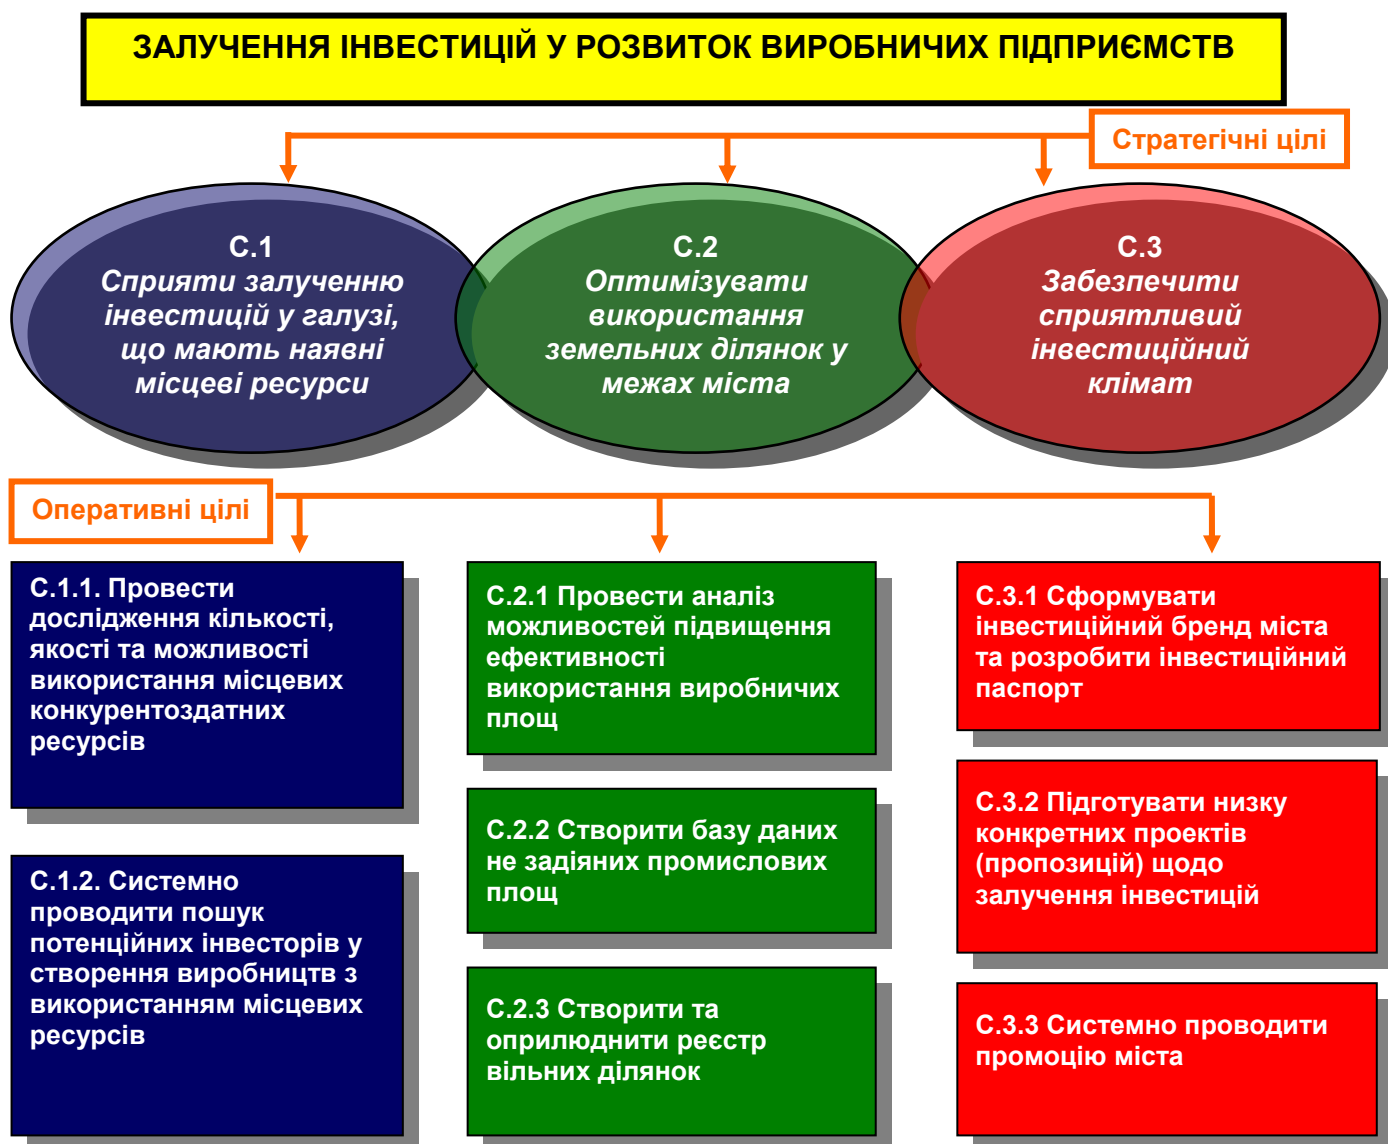 ЗАЛУЧЕННЯ ІНВЕСТИЦІЙ У РОЗВИТОК ВИРОБНИЧИХ ПІДПРИЄМСТВ
Стратегічні цілі
С.1
Сприяти залученню
інвестицій у галузі,
що мають наявні
місцеві ресурси
С.2
Оптимізувати
використання
земельних ділянок у
межах міста
С.3
Забезпечити
сприятливий
інвестиційний
клімат
Оперативні цілі
С.1.1. Провести
дослідження кількості,
якості та можливості
використання місцевих
конкурентоздатних
ресурсів
С.1.2. Системно
проводити пошук
потенційних інвесторів у
створення виробництв з
використанням місцевих
ресурсів
С.2.1 Провести аналіз
можливостей підвищення
ефективності
використання виробничих
площ
С.2.2 Створити базу даних
не задіяних промислових
площ
С.2.3 Створити та
оприлюднити реєстр
вільних ділянок
С.3.1 Сформувати
інвестиційний бренд міста
та розробити інвестиційний
паспорт
С.3.2 Підготувати низку
конкретних проектів
(пропозицій) щодо
залучення інвестицій
С.3.3 Системно проводити
промоцію міста